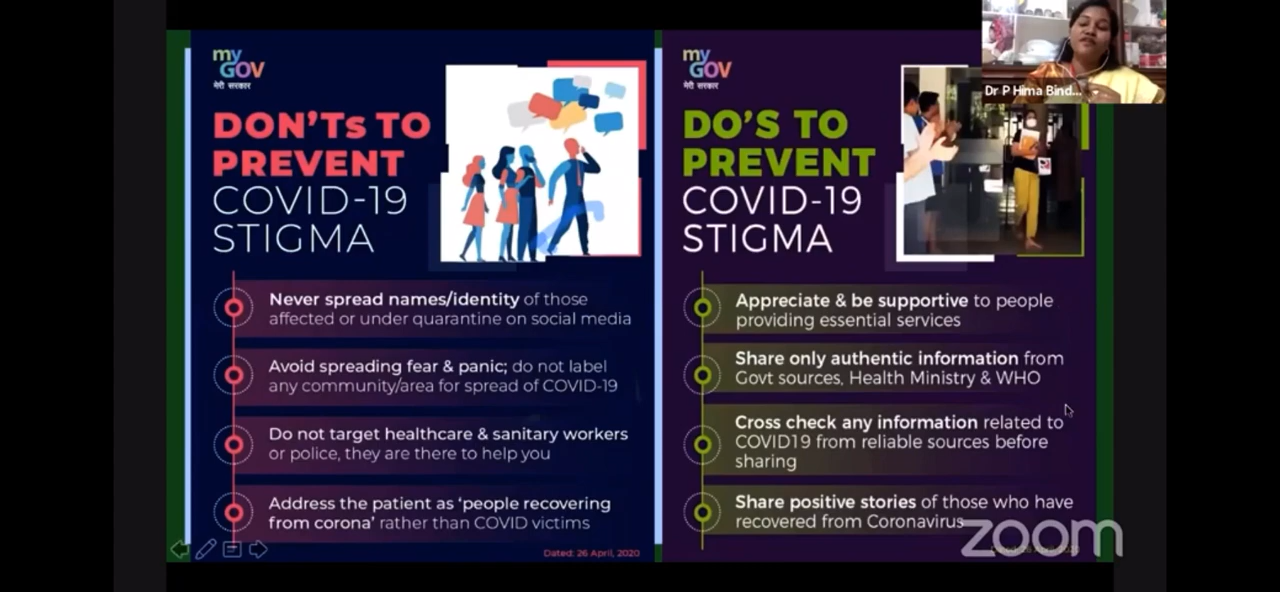 my
GOV
मेरी सरकार
DON'Ts TO
PREVENT
COVID-19
STIGMA
Never spread names/identity of those
affected or under quarantine on social media
Avoid spreading fear & panic; do not label
any community/area for spread of COVID-19
Do not target healthcare & sanitary workers
or police, they are there to help you
Address the patient as 'people recovering
from corona' rather than COVID victims
Dated: 26 April, 2020
my
GOV
मेरी सरकार
DO'S TO
PREVENT
COVID-19
STIGMA
Appreciate & be supportive to people
providing essential services
Share only authentic information from
Govt sources, Health Ministry & WHO
Cross check any information related to
COVID19 from reliable sources before
sharing
Share positive stories of those who have
recovered from Coronavirus
Dr P Hima Bind...
zoom